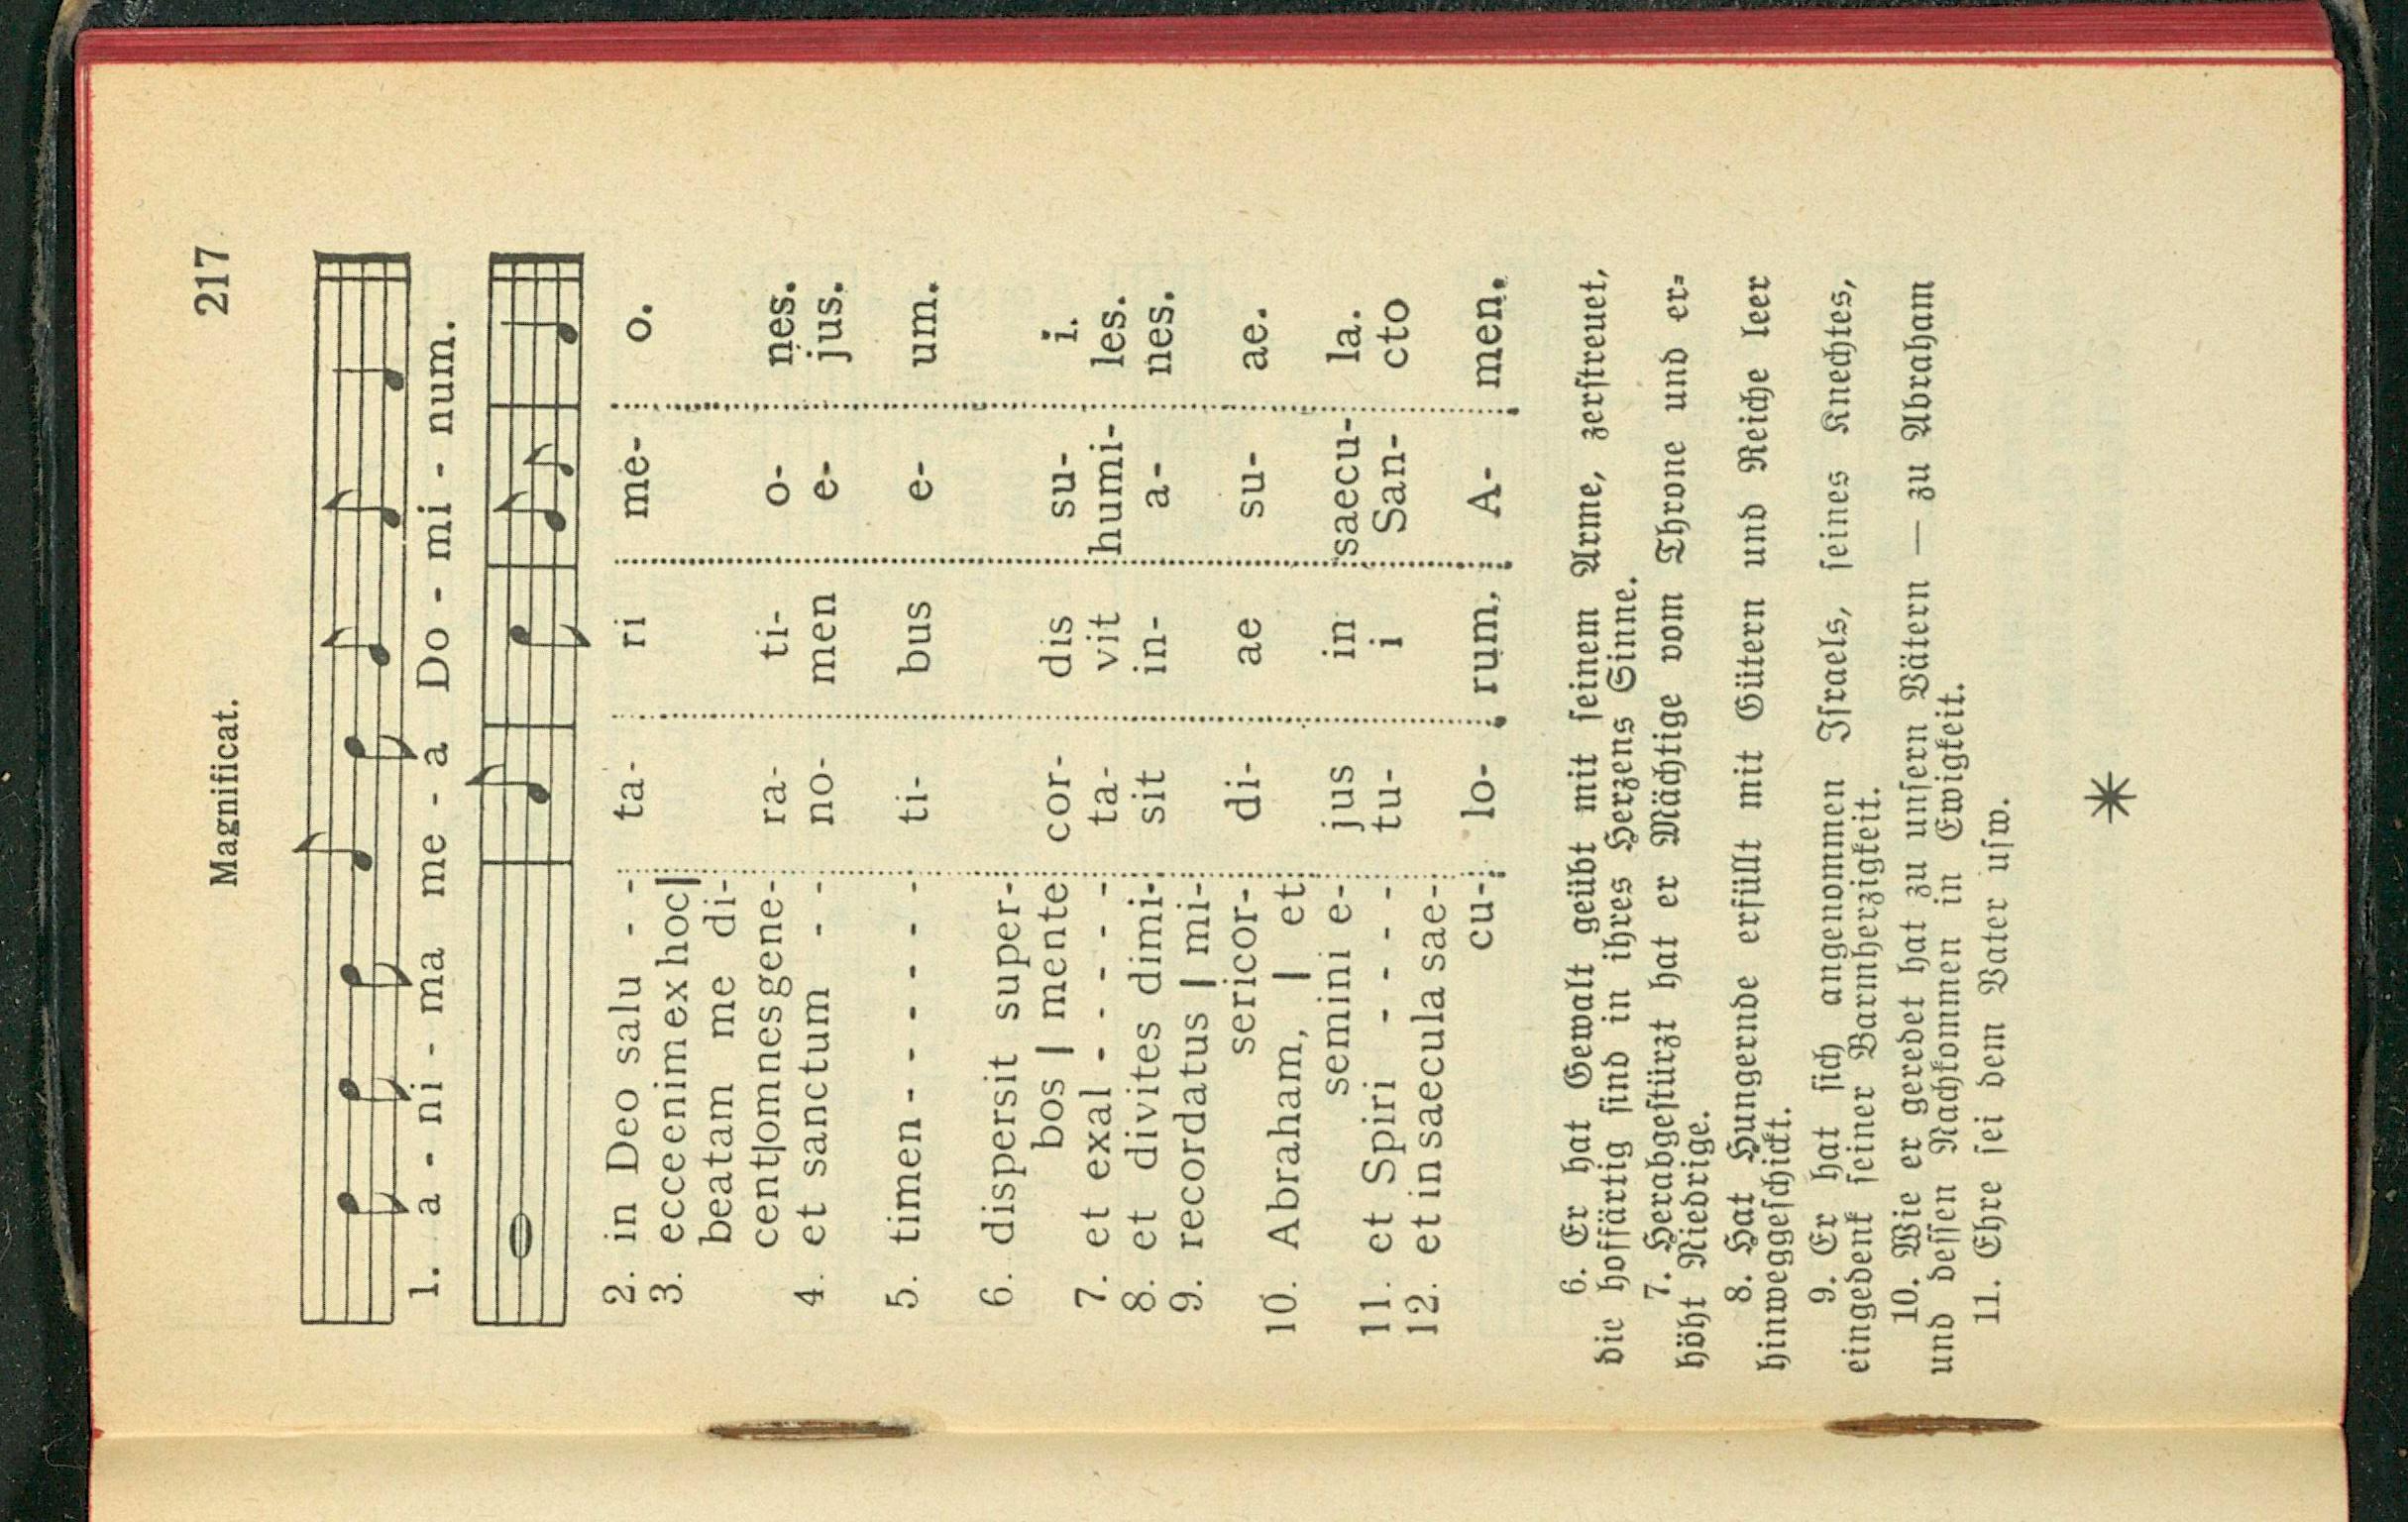 Magnificat. 217
1. a - ni - ma me - a Do - mi - num.
2. in Deo salu - - ta- ri me- o.
3. ecce enim ex hoc|
beatam me di-
cent|omnes gene- ra- ti- o- nes.
4. et sanctum - - no- men e- jus.
5. timen - - - - - ti- bus e- um.
6. dispersit super-
bos | mente cor- dis su- i.
7. et exal - - - - - ta- vit humi- les.
8. et divites dimi- sit in- a- nes.
9. recordatus | mi-
sericor- di- ae su- ae.
10. Abraham, | et
semini e- jus in saecu- la.
11. et Spiri - - - - tu- i San- cto
12. et in saecula sae-
cu- lo- rum, A- men.
6. Er hat Gewalt geübt mit ſeinem Arme, zerſtreuet,
die hoffärtig ſind in ihres Herzens Sinne.
7. Herabgeſtürzt hat er Mächtige vom Throne und er-
höht Niedrige.
8. Hat Hungernde erfüllt mit Gütern und Reiche leer
hinweggeſchickt.
9. Er hat ſich angenommen Iſraels, ſeines Knechtes,
eingedenk ſeiner Barmherzigkeit.
10. Wie er geredet hat zu unſern Vätern — zu Abraham
und deſſen Nachkommen in Ewigkeit.
11. Ehre ſei dem Vater uſw.